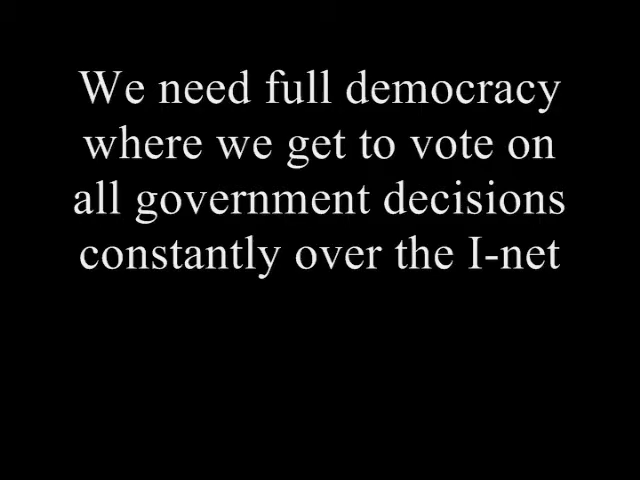 We need full democracy
where we get to vote on
all government decisions
constantly over the I-net